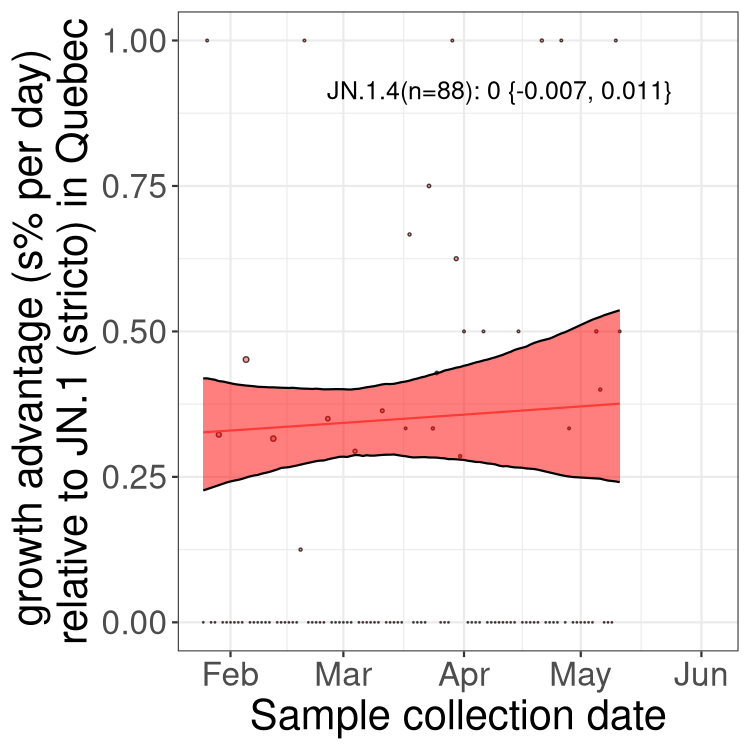 growth advantage (s% per day)
relative to JN.1 (stricto) in Quebec
1.00
0.75
0.50
0.25
0.00
JN.1.4(n=88): 0 {-0.007, 0.011}
Feb Mar Apr May Jun
Sample collection date